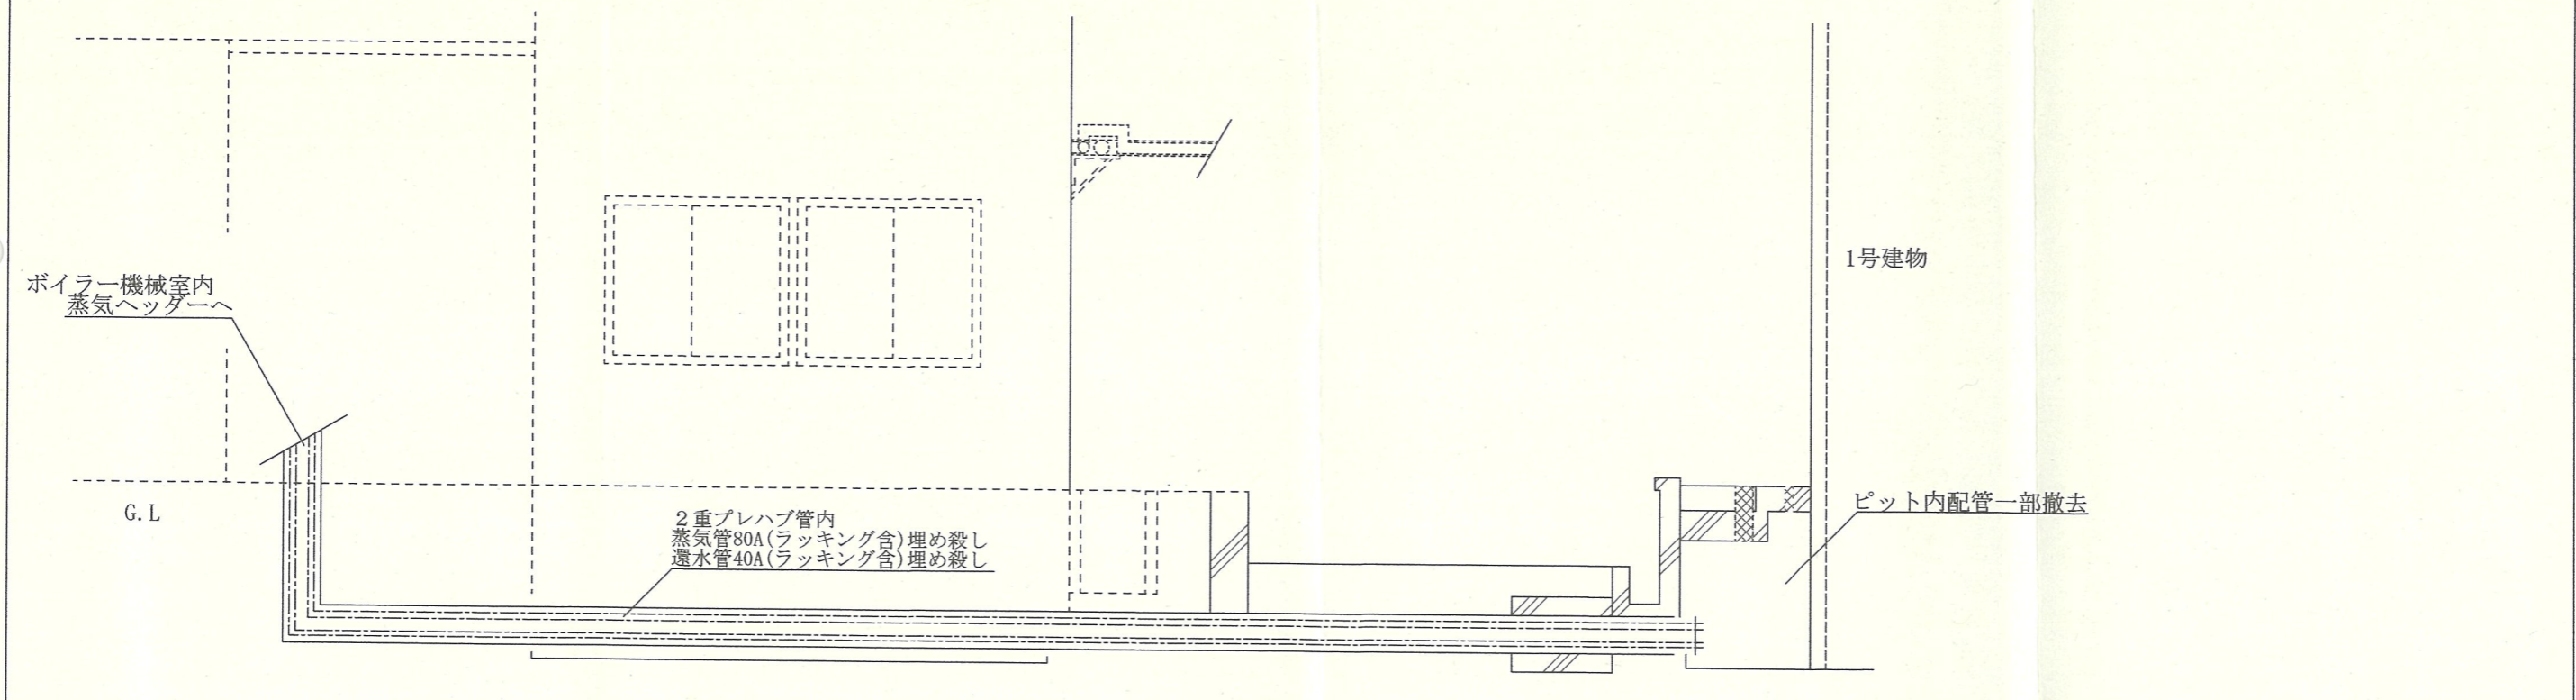 1号建物
ボイラー機械室内
蒸気ヘッダーへ
ピット内配管一部撤去
G.L
2重プレハブ管内
蒸気管80A(ラッキング含)埋め殺し
還水管40A(ラッキング含)埋め殺し